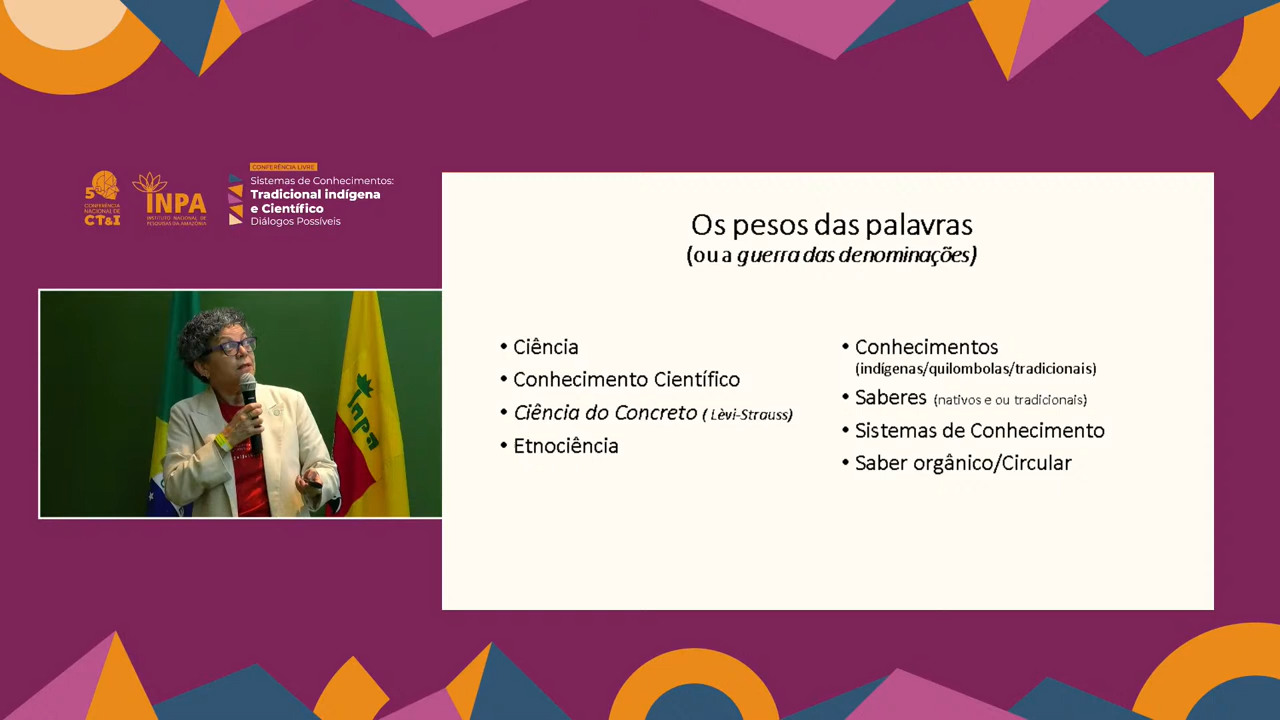 CONFERÊNCIA LIVRE
Sistemas de Conhecimentos:
Tradicional indígena
e Científico
Diálogos Possíveis
5
CONFERÊNCIA
NACIONAL DE
CT&I
INPA
INSTITUTO NACIONAL DE
PESQUISAS DA AMAZÔNIA
Inpa
Os pesos das palavras
(ou a guerra das denominações)
• Ciência
• Conhecimento Científico
• Ciência do Concreto ( Lèvi-Strauss)
• Etnociência
• Conhecimentos
(indígenas/quilombolas/tradicionais)
• Saberes (nativos e ou tradicionais)
• Sistemas de Conhecimento
• Saber orgânico/Circular